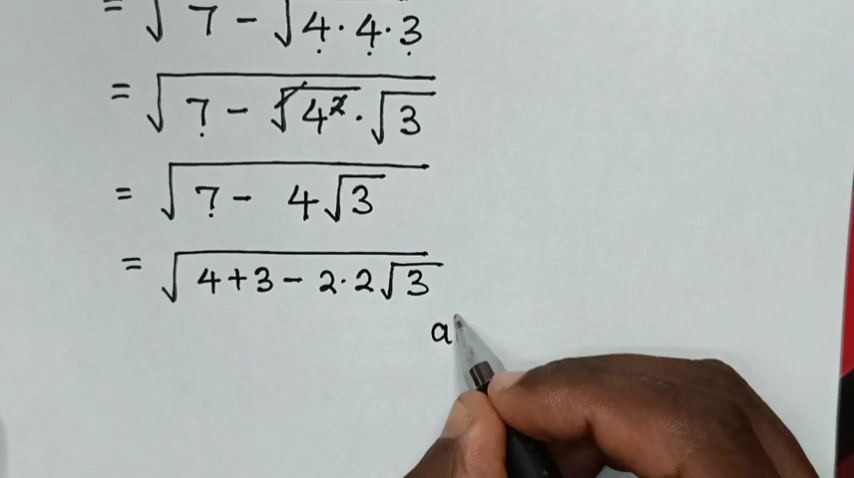 = √7 - √4·4·3
= √7 - √4²·√3
= √7 - 4√3
= √4+3-2·2√3
a